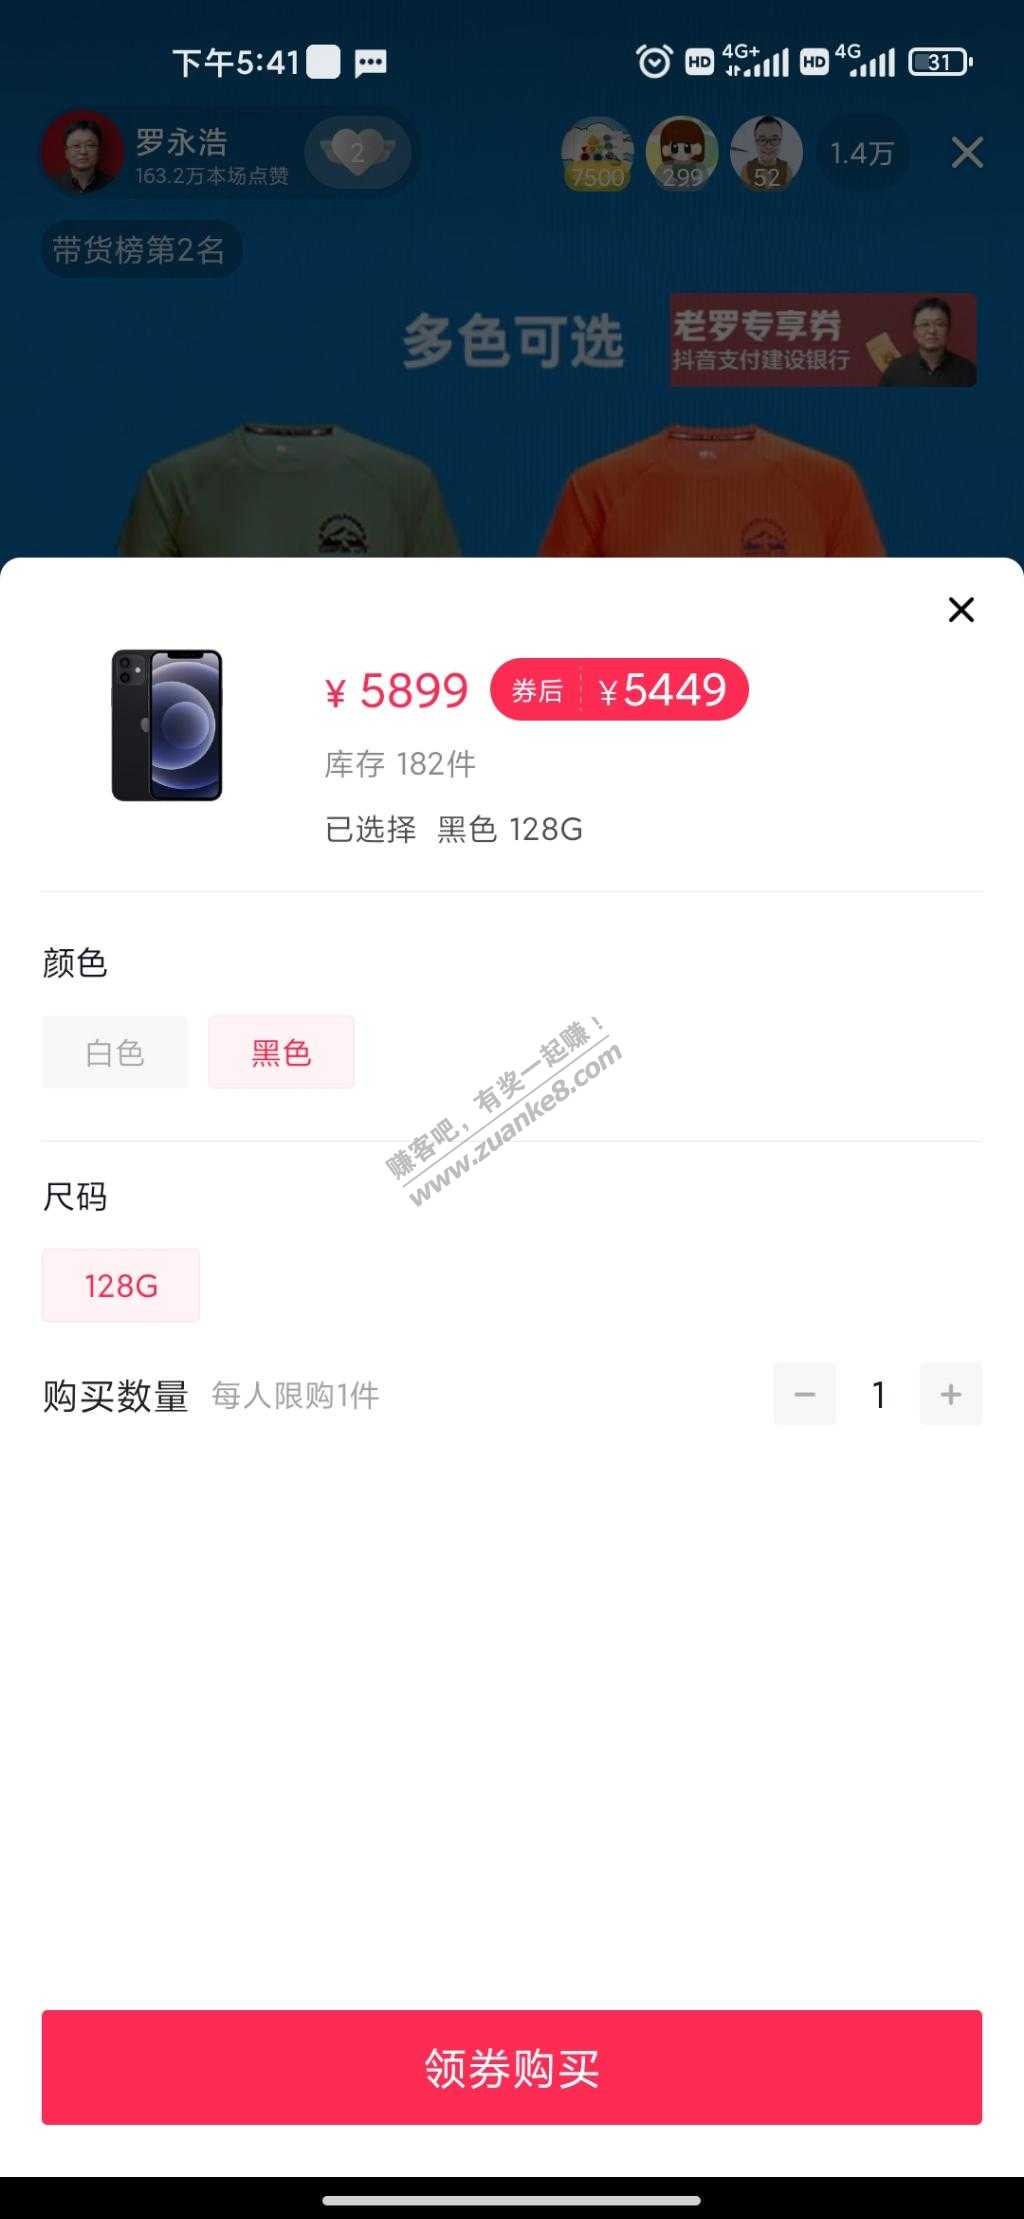 下午5:41
HD 4G+ HD 4G 31
罗永浩
163.2万本场点赞
2
7500
299
52
1.4万
带货榜第2名
多色可选
老罗专享券
抖音支付建设银行
¥ 5899 券后 ¥5449
库存 182件
已选择 黑色 128G
颜色
白色
黑色
赚客吧，有奖一起赚！
www.zuanke8.com
尺码
128G
购买数量 每人限购1件
1
领券购买